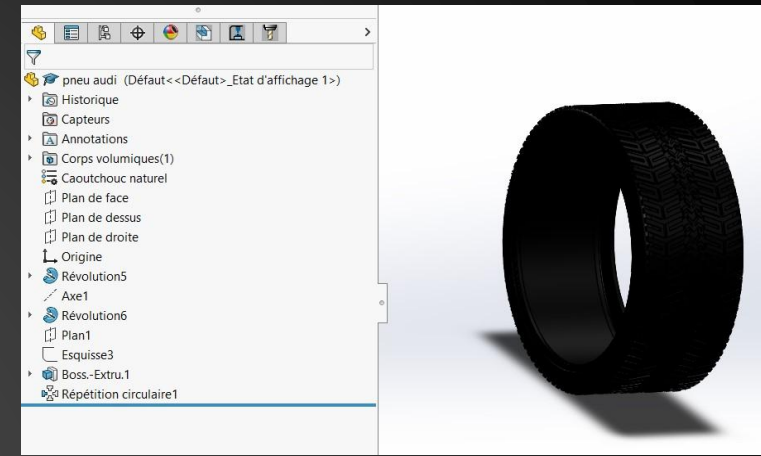 pneu audi (Défaut<<Défaut>_Etat d'affichage 1>)
Historique
Capteurs
Annotations
Corps volumiques(1)
Caoutchouc naturel
Plan de face
Plan de dessus
Plan de droite
Origine
Révolution5
Axe1
Révolution6
Plan1
Esquisse3
Boss.-Extru.1
Répétition circulaire1